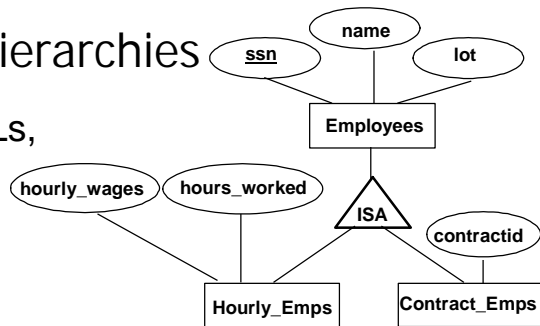 ierarchies
name
ssn
lot
Employees
s,
hourly_wages
hours_worked
ISA
contractid
Hourly_Emps
Contract_Emps